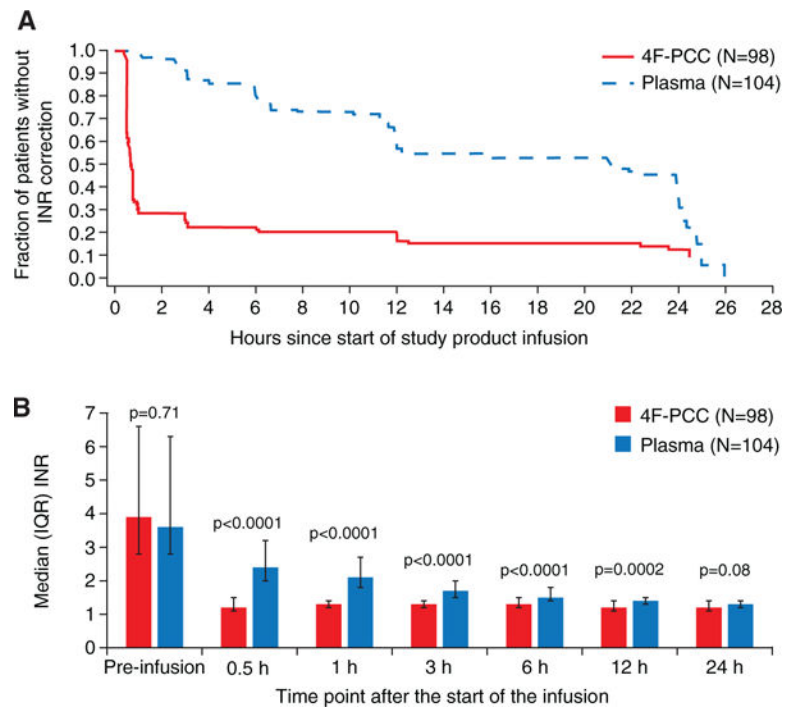 A
1.0
0.9
0.8
0.7
0.6
0.5
0.4
0.3
0.2
0.1
0.0
Fraction of patients without
INR correction
4F-PCC (N=98)
Plasma (N=104)
0 2 4 6 8 10 12 14 16 18 20 22 24 26 28
Hours since start of study product infusion
B
7
6
5
4
3
2
1
0
Median (IQR) INR
4F-PCC (N=98)
Plasma (N=104)
p=0.71
p<0.0001
p<0.0001
p<0.0001
p<0.0001
p=0.0002
p=0.08
Pre-infusion 0.5 h 1 h 3 h 6 h 12 h 24 h
Time point after the start of the infusion